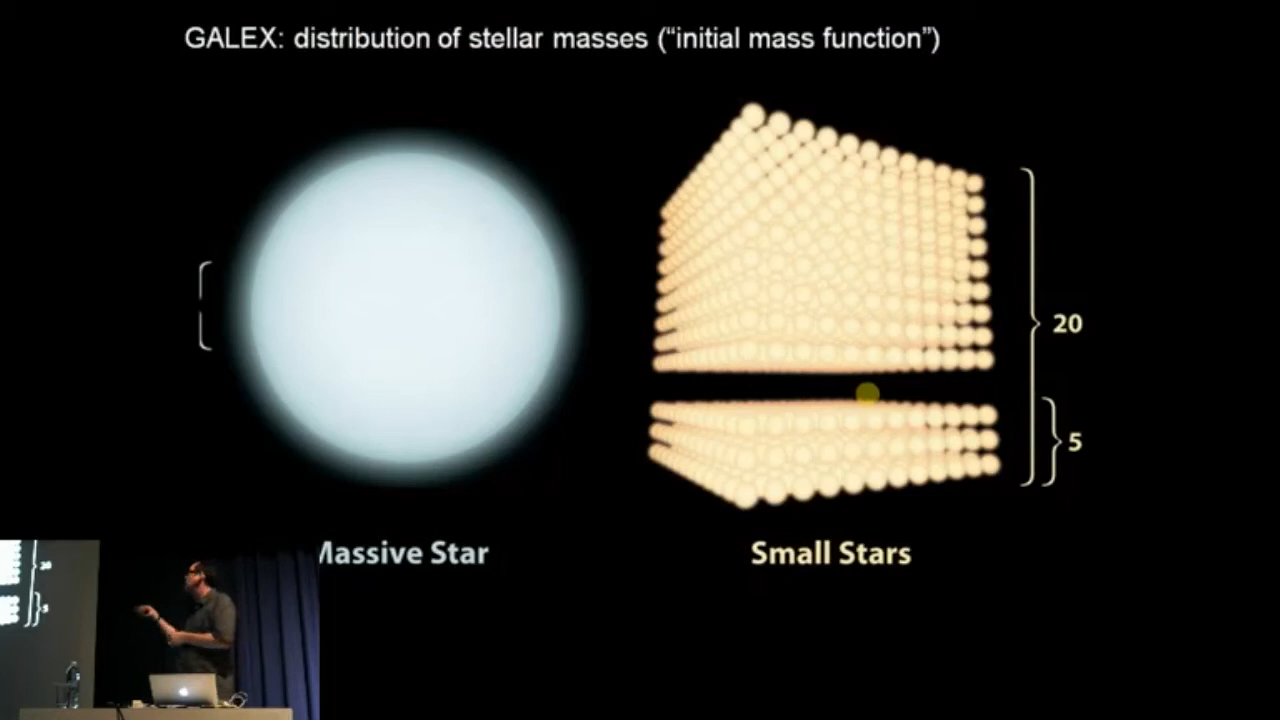 GALEX: distribution of stellar masses (“initial mass function”)
20
5
Massive Star
Small Stars